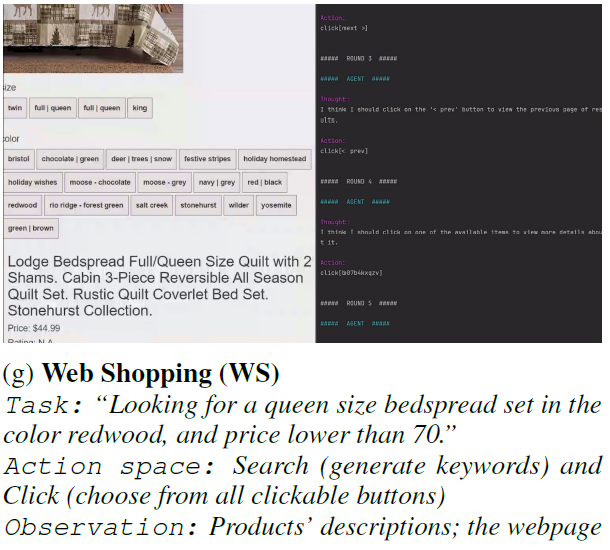 size
twin full | queen full | queen king
color
bristol chocolate | green deer | trees | snow festive stripes holiday homestead
holiday wishes moose - chocolate moose - grey navy | grey red | black
redwood rio ridge - forest green salt creek stonehurst wilder yosemite
green | brown
Lodge Bedspread Full/Queen Size Quilt with 2
Shams. Cabin 3-Piece Reversible All Season
Quilt Set. Rustic Quilt Coverlet Bed Set.
Stonehurst Collection.
Price: $44.99
Rating: N.A.
Action:
click[next >]
##### ROUND 3 #####
##### AGENT #####
Thought:
I think I should click on the '< prev' button to view the previous page of res
ults.
Action:
click[< prev]
##### ROUND 4 #####
##### AGENT #####
Thought:
I think I should click on one of the available items to view more details abou
t it.
Action:
click[b07b4kxqzv]
##### ROUND 5 #####
##### AGENT #####
(g) Web Shopping (WS)
Task: “Looking for a queen size bedspread set in the
color redwood, and price lower than 70.”
Action space: Search (generate keywords) and
Click (choose from all clickable buttons)
Observation: Products’ descriptions; the webpage